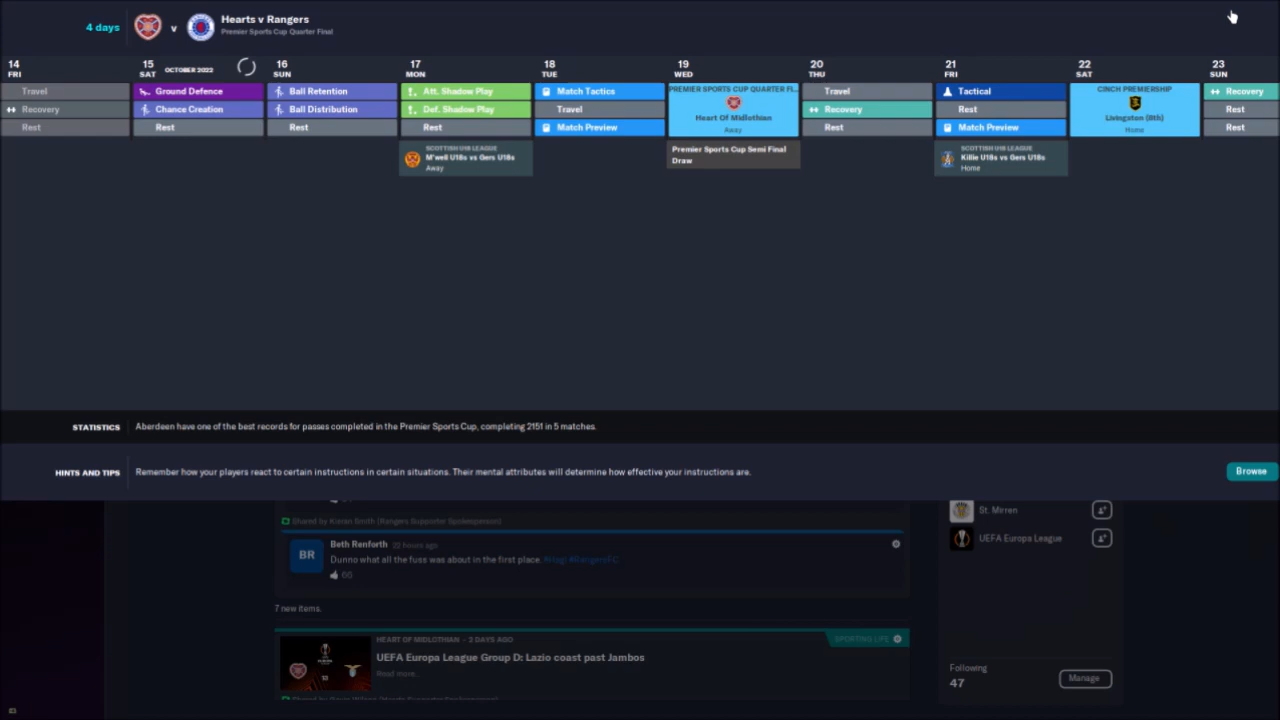 4 days
v
Hearts v Rangers
Premier Sports Cup Quarter Final
14 FRI
15 SAT OCTOBER 2022
16 SUN
17 MON
18 TUE
19 WED
20 THU
21 FRI
22 SAT
23 SUN
Travel
Recovery
Rest
Ground Defence
Chance Creation
Rest
Ball Retention
Ball Distribution
Rest
Att. Shadow Play
Def. Shadow Play
Rest
SCOTTISH U18 LEAGUE
M'well U18s vs Gers U18s
Away
Match Tactics
Travel
Match Preview
PREMIER SPORTS CUP QUARTER FI...
Heart Of Midlothian
Away
Premier Sports Cup Semi Final
Draw
Travel
Recovery
Rest
Tactical
Rest
Match Preview
SCOTTISH U18 LEAGUE
Killie U18s vs Gers U18s
Home
CINCH PREMIERSHIP
Livingston (8th)
Home
Recovery
Rest
Rest
STATISTICS
Aberdeen have one of the best records for passes completed in the Premier Sports Cup, completing 2151 in 5 matches.
HINTS AND TIPS
Remember how your players react to certain instructions in certain situations. Their mental attributes will determine how effective your instructions are.
Browse
Shared by Kieran Smith (Rangers Supporter Spokesperson)
BR
Beth Renforth 22 hours ago
Dunno what all the fuss was about in the first place. #RangersFC
66
7 new items.
HEART OF MIDLOTHIAN - 2 DAYS AGO
SPORTING LIFE
UEFA Europa League Group D: Lazio coast past Jambos
Read more...
St. Mirren
UEFA Europa League
Following
47
Manage